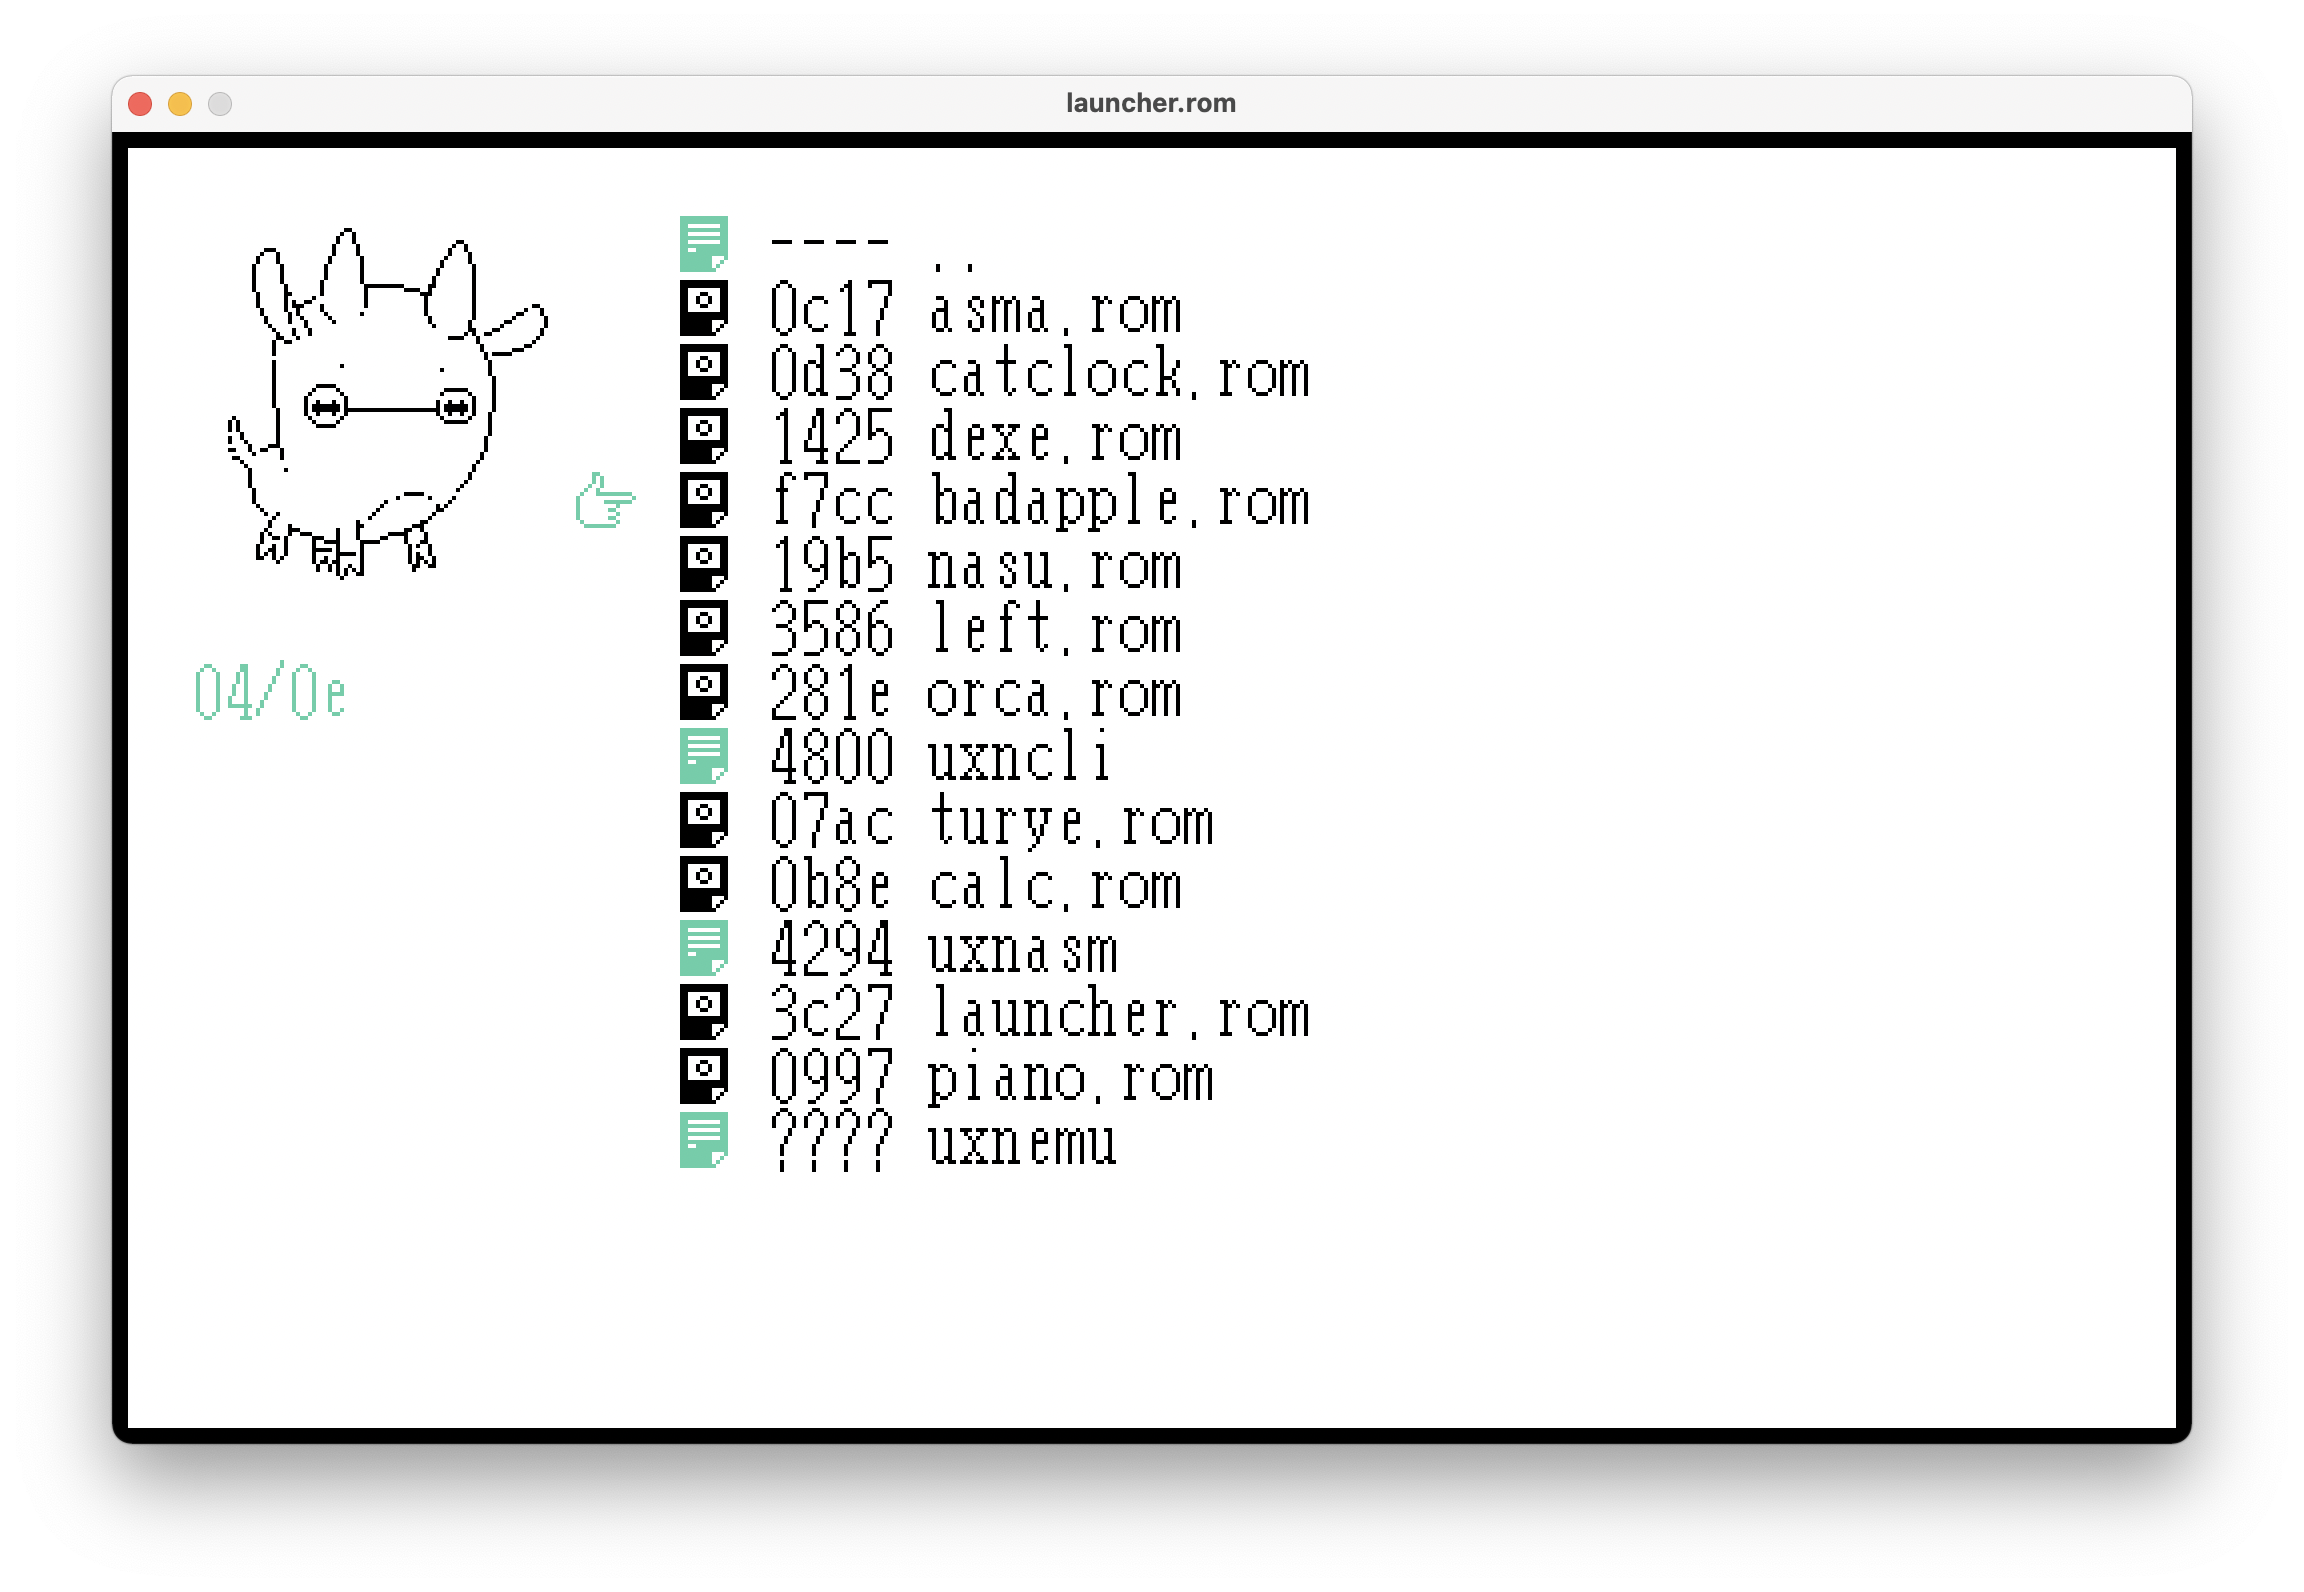 launcher.rom
---- ..
0c17 asma.rom
0d38 catclock.rom
1425 dexe.rom
f7cc badapple.rom
19b5 nasu.rom
3586 left.rom
281e orca.rom
4800 uxncli
07ac turye.rom
0b8e calc.rom
4294 uxnasm
3c27 launcher.rom
0997 piano.rom
???? uxnemu
04/0e